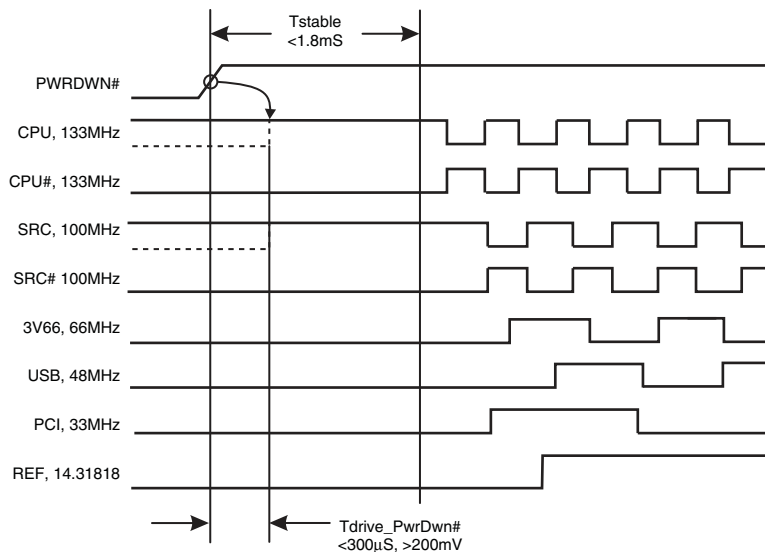 Tstable
<1.8mS
PWRDWN#
CPU, 133MHz
CPU#, 133MHz
SRC, 100MHz
SRC# 100MHz
3V66, 66MHz
USB, 48MHz
PCI, 33MHz
REF, 14.31818
Tdrive_PwrDwn#
<300µS, >200mV